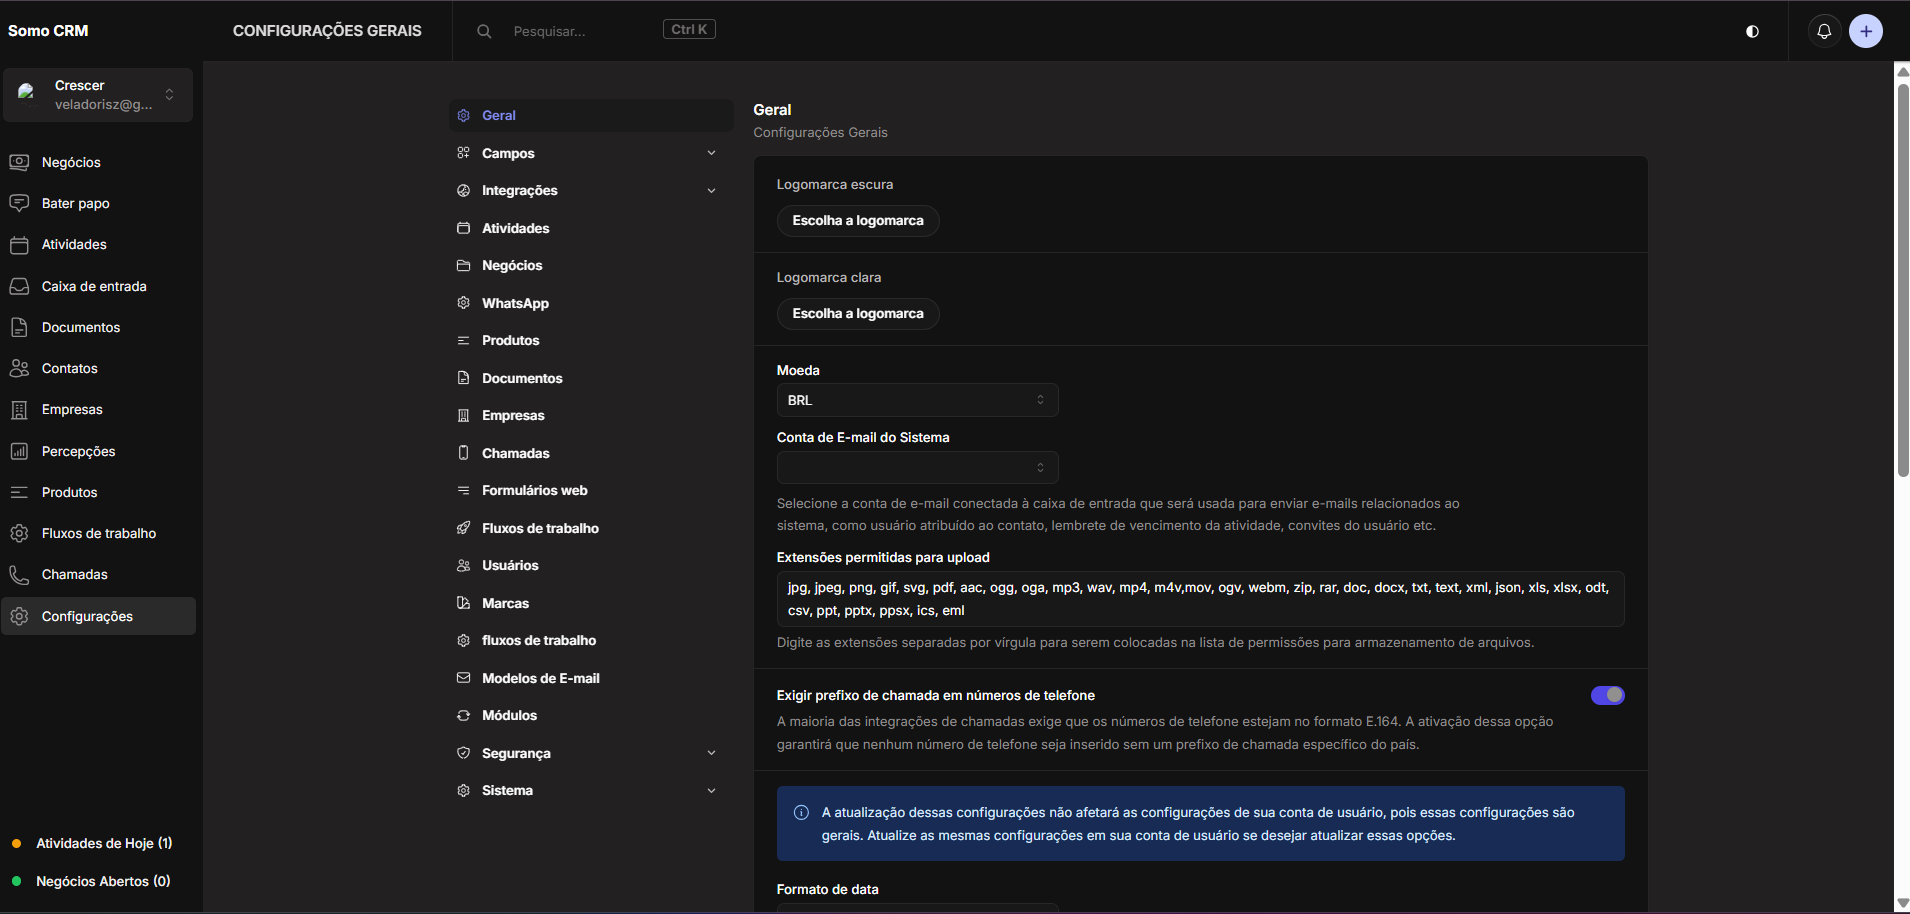 Somo CRM
CONFIGURAÇÕES GERAIS
Pesquisar...
Ctrl K
Crescer
veladorisz@g...
Negócios
Bater papo
Atividades
Caixa de entrada
Documentos
Contatos
Empresas
Percepções
Produtos
Fluxos de trabalho
Chamadas
Configurações
Atividades de Hoje (1)
Negócios Abertos (0)
Geral
Campos
Integrações
Atividades
Negócios
WhatsApp
Produtos
Documentos
Empresas
Chamadas
Formulários web
Fluxos de trabalho
Usuários
Marcas
fluxos de trabalho
Modelos de E-mail
Módulos
Segurança
Sistema
Geral
Configurações Gerais
Logomarca escura
Escolha a logomarca
Logomarca clara
Escolha a logomarca
Moeda
BRL
Conta de E-mail do Sistema
Selecione a conta de e-mail conectada à caixa de entrada que será usada para enviar e-mails relacionados ao
sistema, como usuário atribuído ao contato, lembrete de vencimento da atividade, convites do usuário etc.
Extensões permitidas para upload
jpg, jpeg, png, gif, svg, pdf, aac, ogg, oga, mp3, wav, mp4, m4v,mov, ogv, webm, zip, rar, doc, docx, txt, text, xml, json, xls, xlsx, odt,
csv, ppt, pptx, ppsx, ics, eml
Digite as extensões separadas por vírgula para serem colocadas na lista de permissões para armazenamento de arquivos.
Exigir prefixo de chamada em números de telefone
A maioria das integrações de chamadas exige que os números de telefone estejam no formato E.164. A ativação dessa opção
garantirá que nenhum número de telefone seja inserido sem um prefixo de chamada específico do país.
A atualização dessas configurações não afetará as configurações de sua conta de usuário, pois essas configurações são
gerais. Atualize as mesmas configurações em sua conta de usuário se desejar atualizar essas opções.
Formato de data